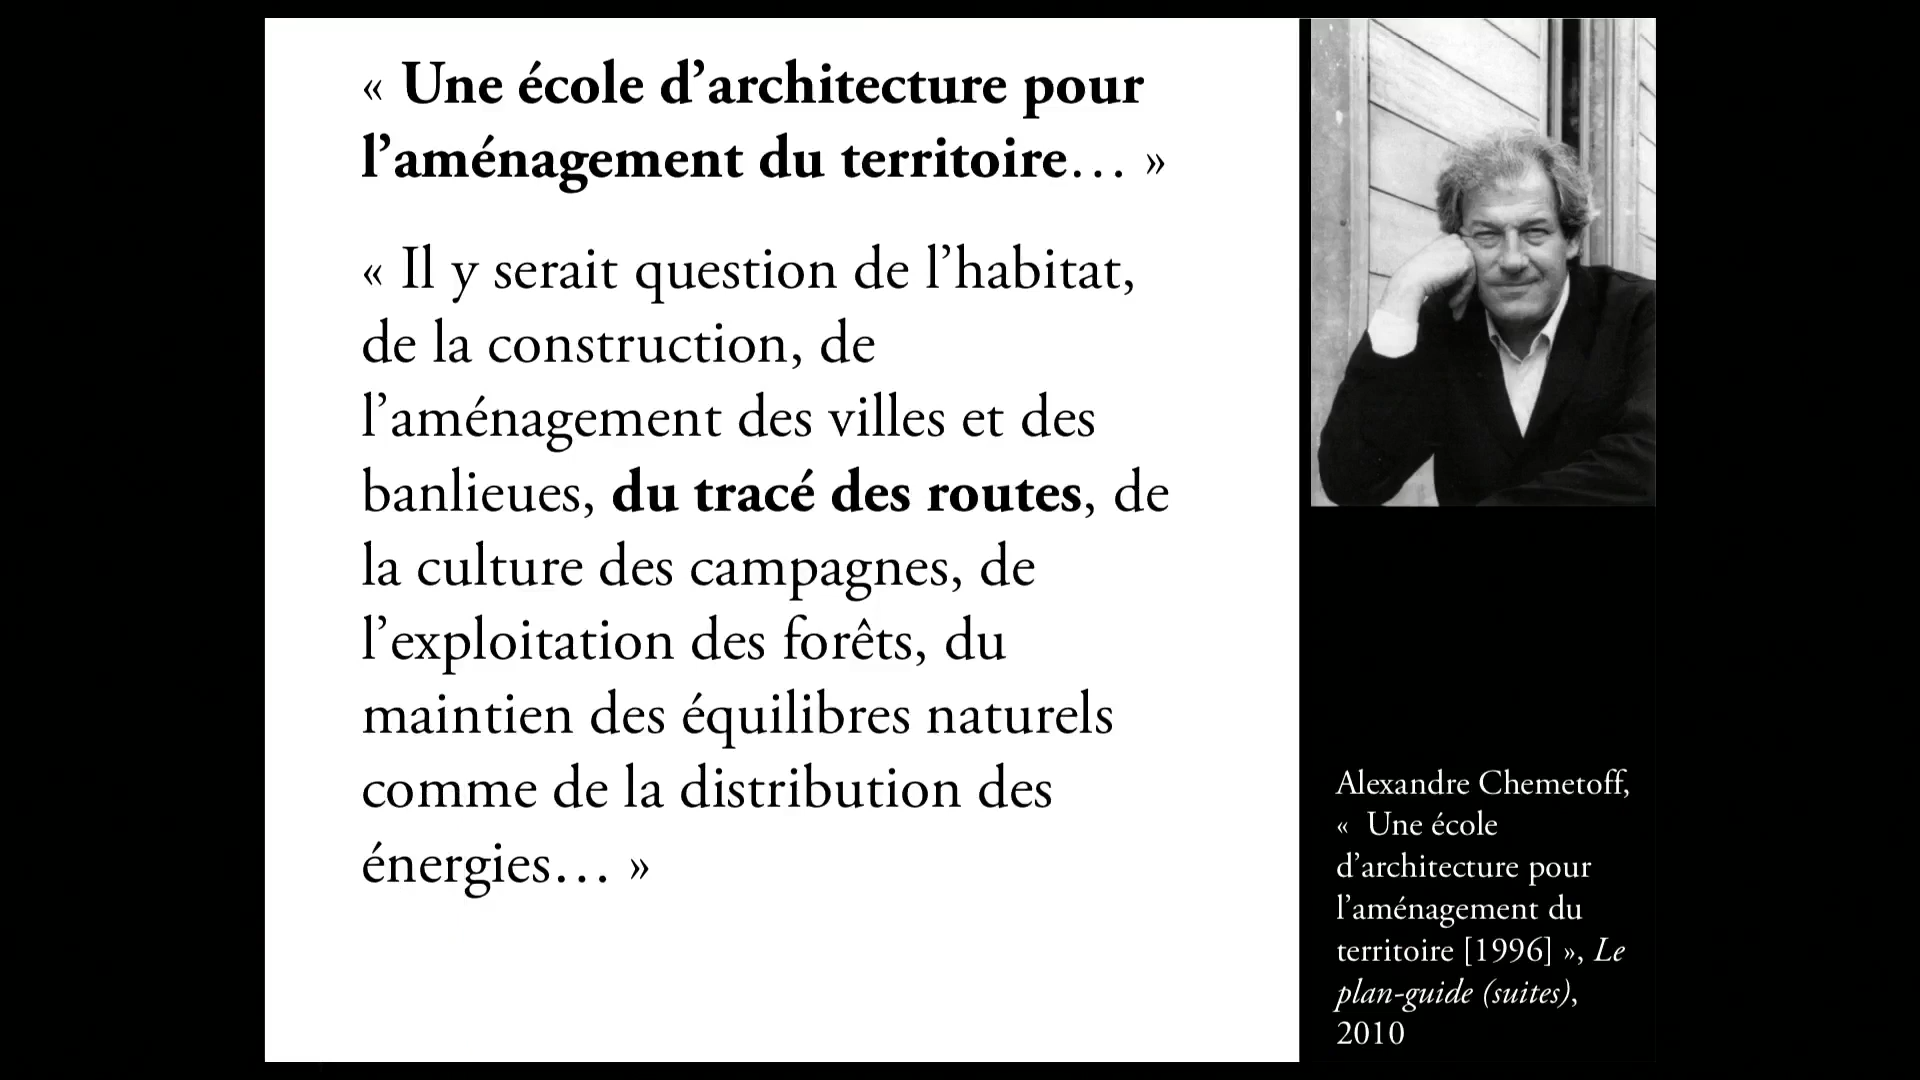 « Une école d’architecture pour
l’aménagement du territoire… »
« Il y serait question de l’habitat,
de la construction, de
l’aménagement des villes et des
banlieues, du tracé des routes, de
la culture des campagnes, de
l’exploitation des forêts, du
maintien des équilibres naturels
comme de la distribution des
énergies… »
Alexandre Chemetoff,
« Une école
d’architecture pour
l’aménagement du
territoire [1996] », Le
plan-guide (suites),
2010